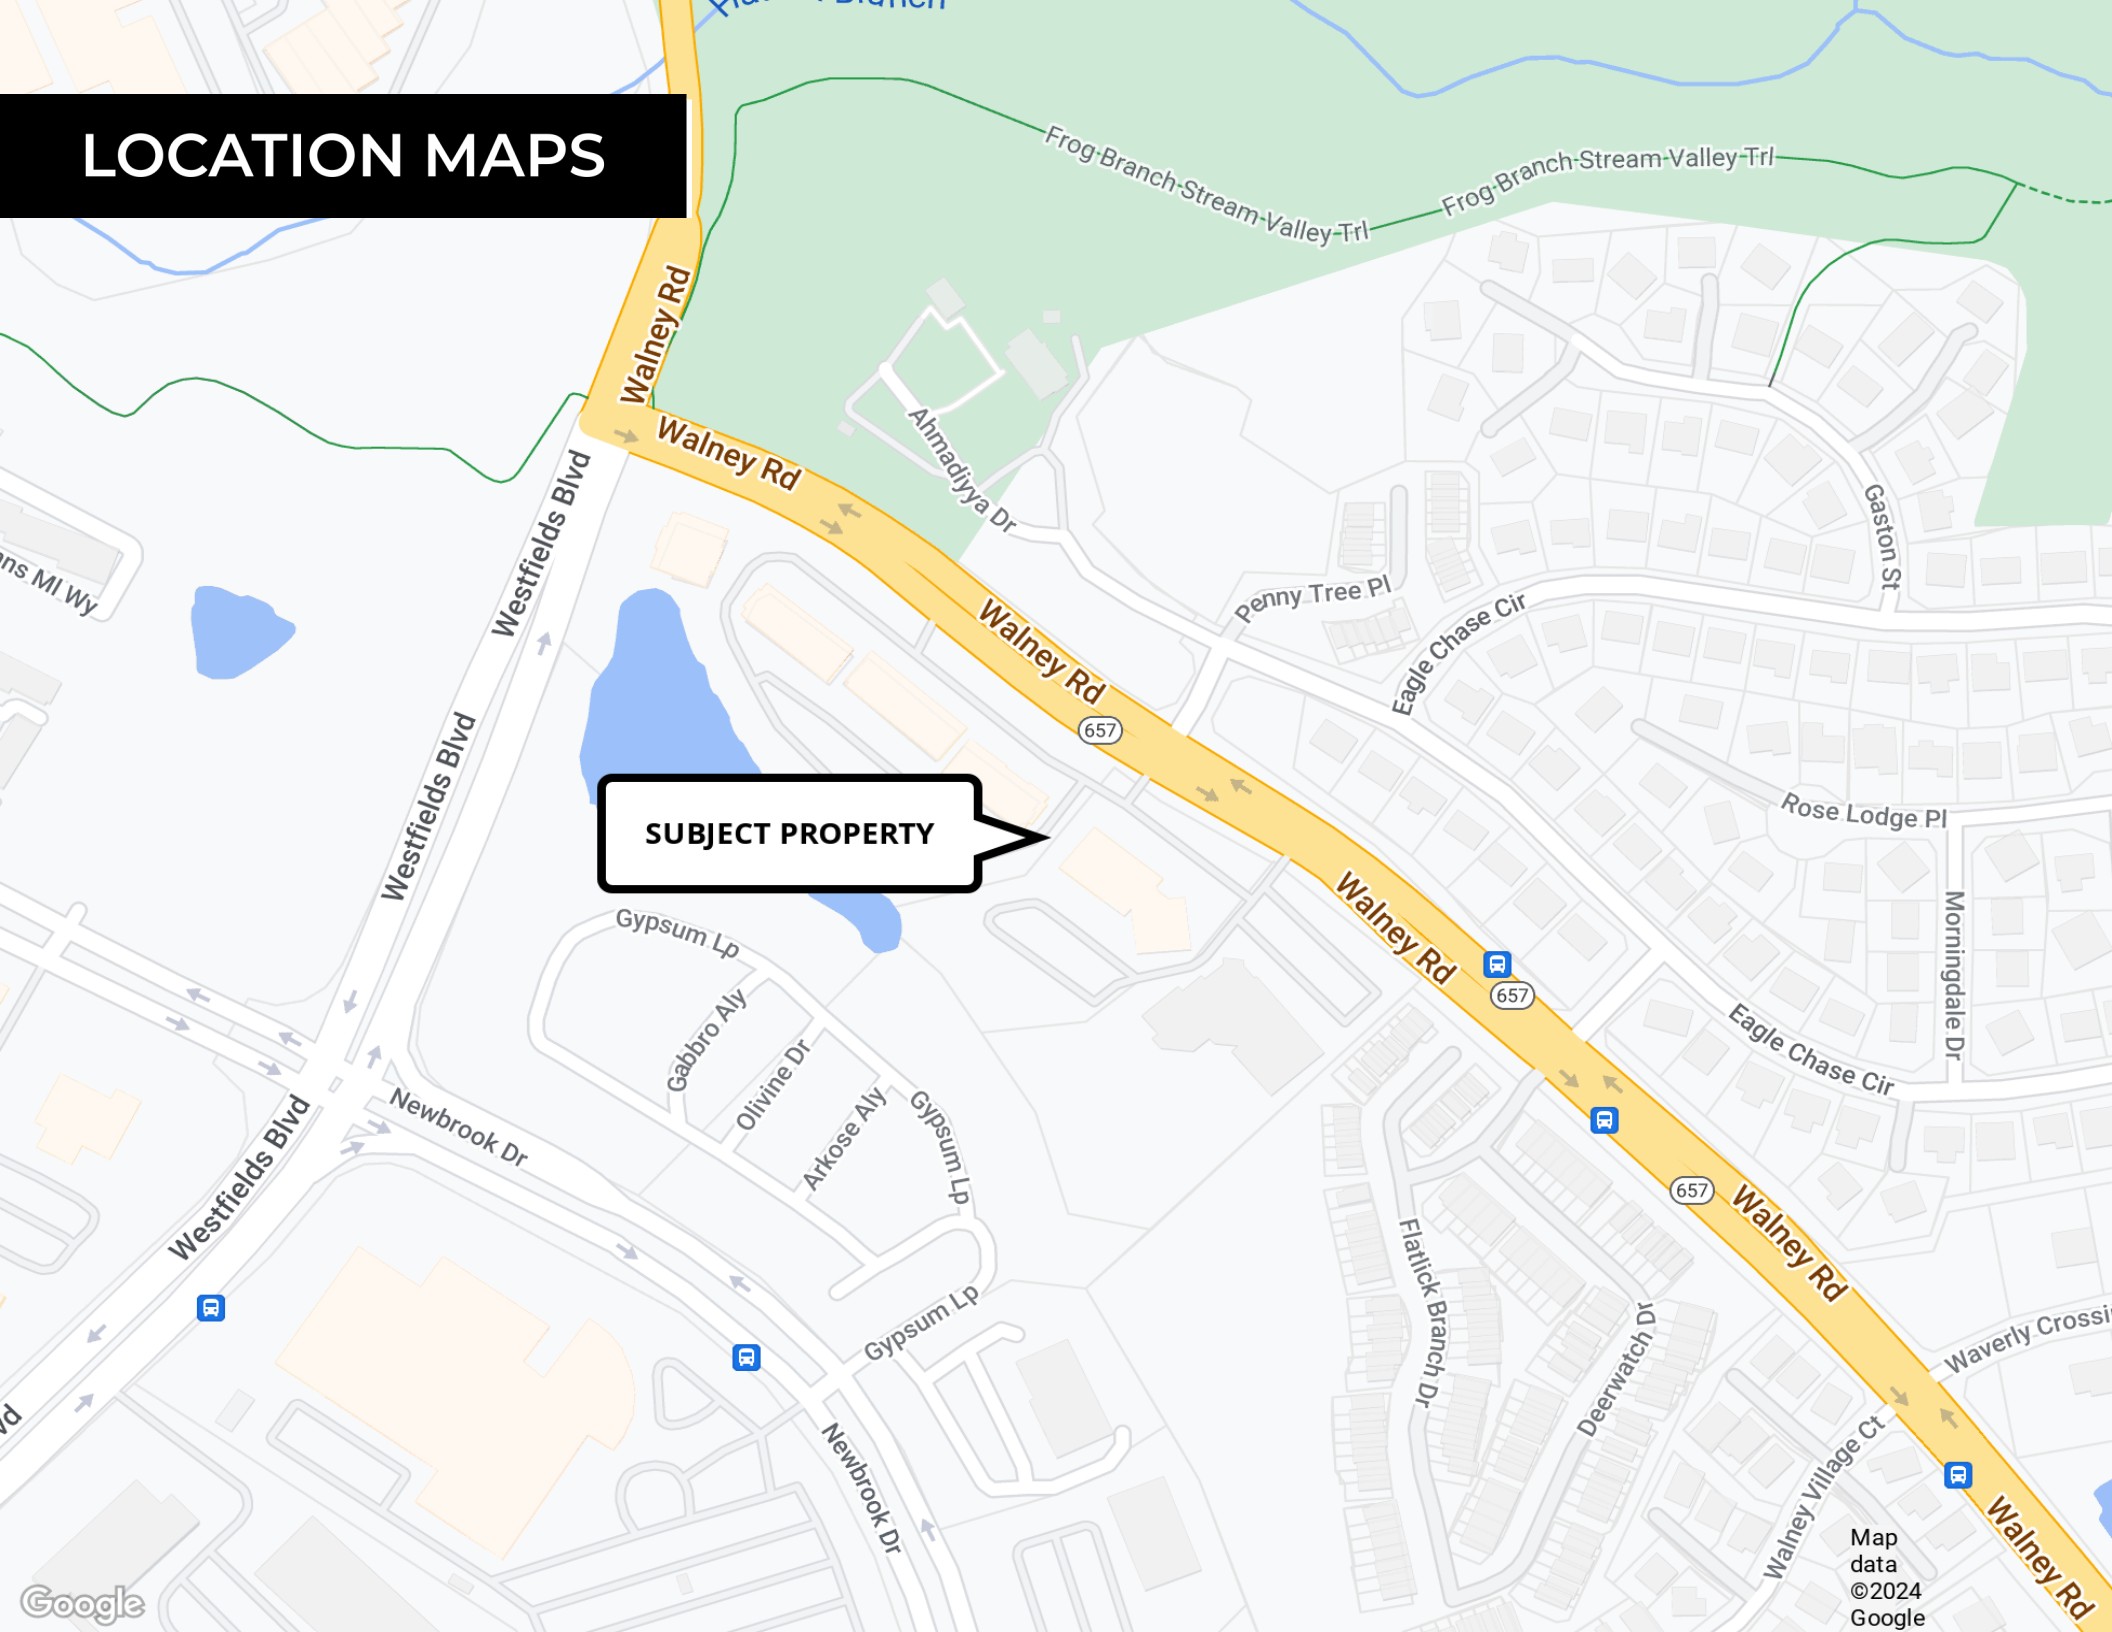 Branch
LOCATION MAPS
Frog Branch Stream Valley Trl
Frog Branch Stream Valley Trl
Walney Rd
Walney Rd
Ahmadiyya Dr
Gaston St
Westfields Blvd
Ml Wy
Penny Tree Pl
Eagle Chase Cir
Walney Rd
657
Westfields Blvd
Rose Lodge Pl
SUBJECT PROPERTY
Walney Rd
Morningdale Dr
Gypsum Lp
657
Gabbro Aly
Olivine Dr
Eagle Chase Cir
Newbrook Dr
Arkose Aly
Gypsum Lp
Westfields Blvd
657
Walney Rd
Flatlick Branch Dr
Gypsum Lp
Deerwatch Dr
Waverly
Newbrook Dr
Walney Village Ct
Walney Rd
Map
data
©2024
Google
Google